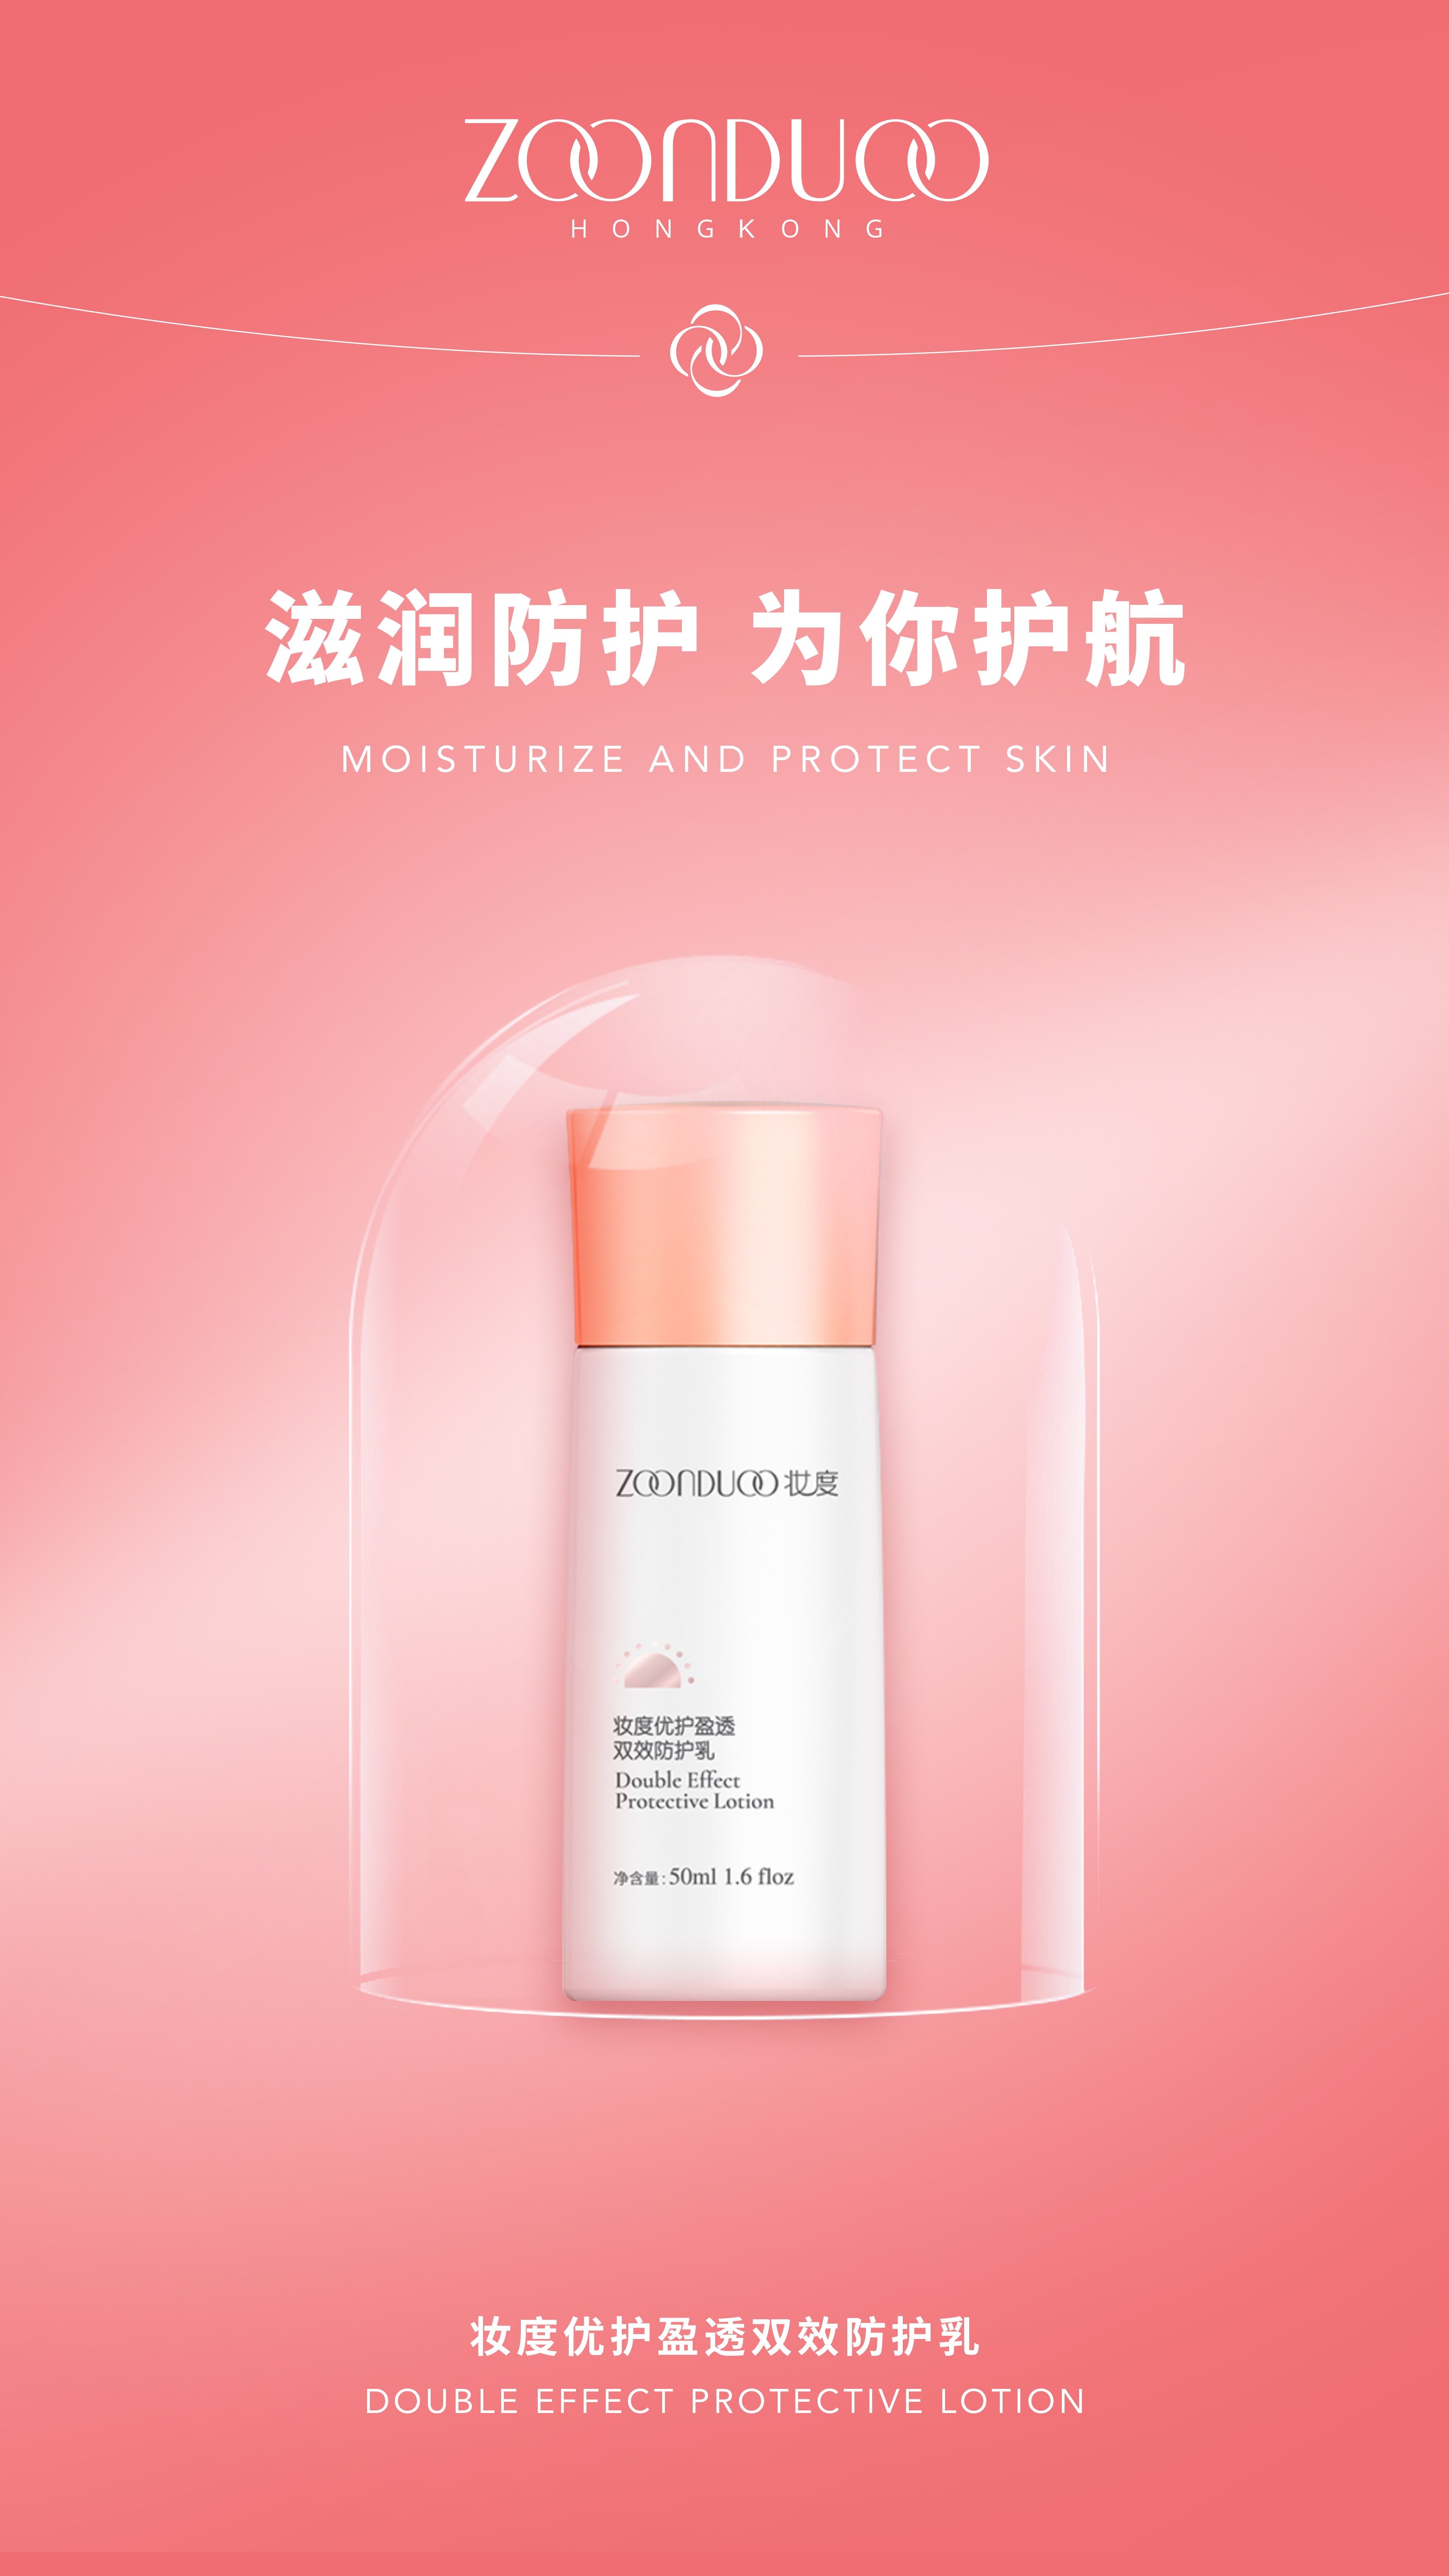 ZOONDUOO
HONGKONG
滋润防护 为你护航
MOISTURIZE AND PROTECT SKIN
ZOONDUOO 妆度
妆度优护盈透
双效防护乳
Double Effect
Protective Lotion
净含量:50ml 1.6 floz
妆度优护盈透双效防护乳
DOUBLE EFFECT PROTECTIVE LOTION